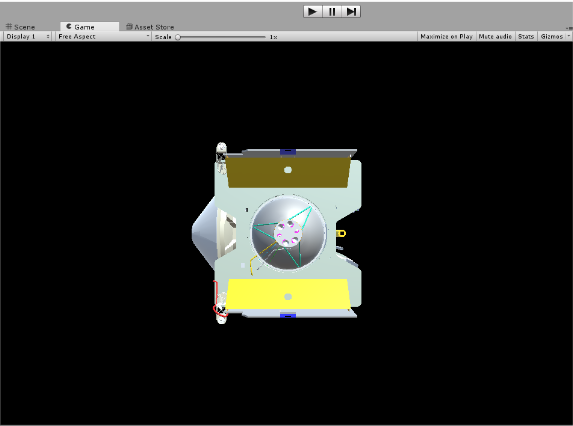 Scene Game Asset Store
Display 1 Free Aspect Scale 1x Maximize on Play Mute audio Stats Gizmos